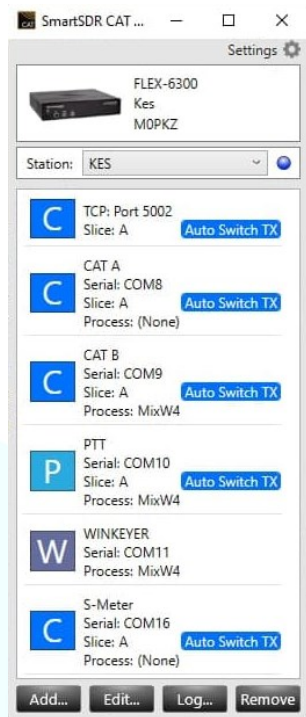 CAT
SmartSDR CAT ...
Settings
FLEX-6300
Kes
M0PKZ
Station: KES
C
TCP: Port 5002
Slice: A
Auto Switch TX
C
CAT A
Serial: COM8
Slice: A
Auto Switch TX
Process: (None)
C
CAT B
Serial: COM9
Slice: A
Auto Switch TX
Process: MixW4
P
PTT
Serial: COM10
Slice: A
Auto Switch TX
Process: MixW4
W
WINKEYER
Serial: COM11
Process: MixW4
C
S-Meter
Serial: COM16
Slice: A
Auto Switch TX
Process: (None)
Add... Edit... Log... Remove